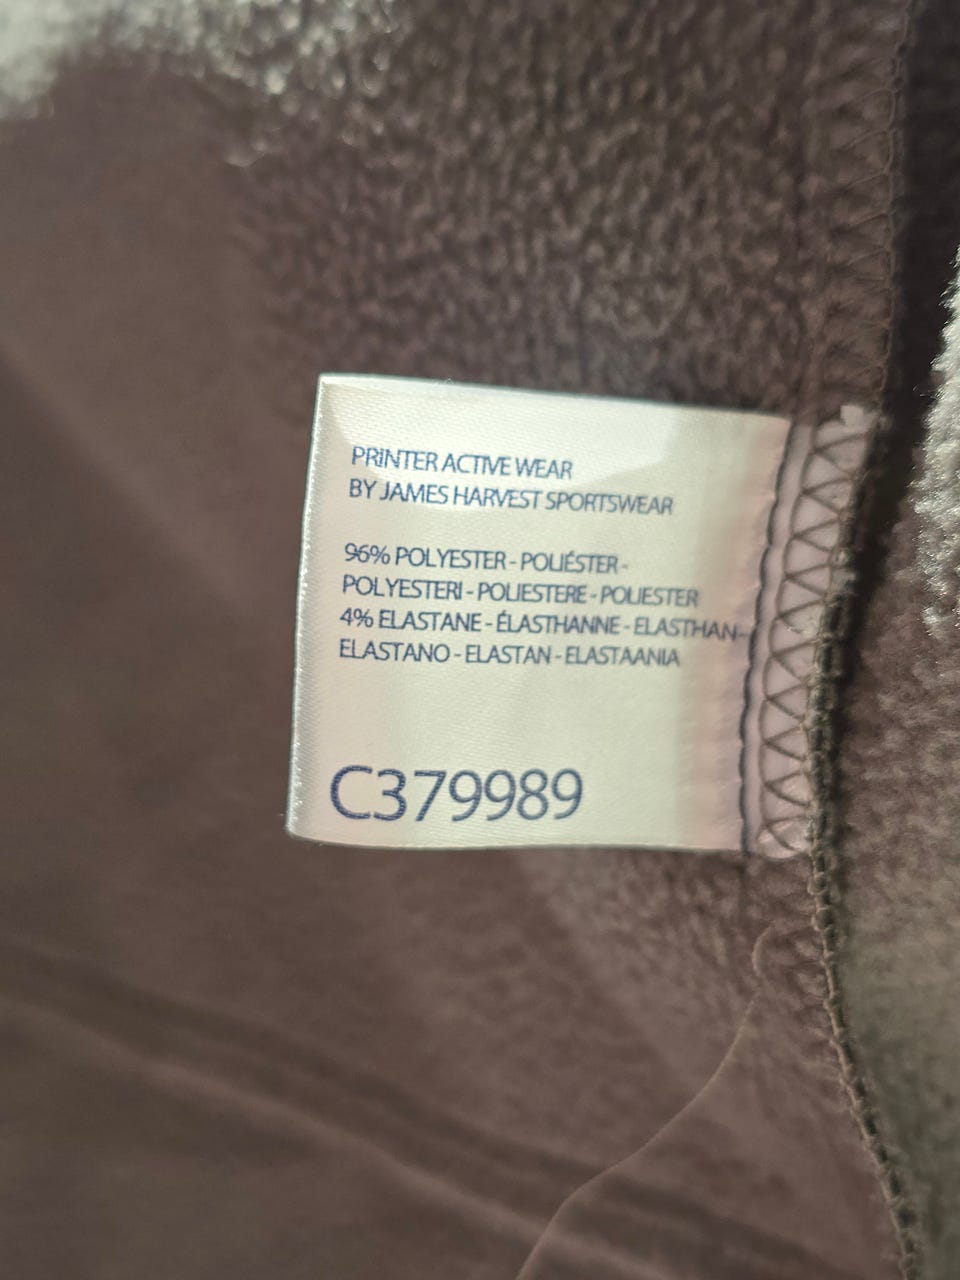 PRINTER ACTIVE WEAR
BY JAMES HARVEST SPORTSWEAR
96% POLYESTER - POLIÉSTER -
POLYESTERI - POLIESTERE - POLIESTER
4% ELASTANE - ÉLASTHANNE - ELASTHAN-
ELASTANO - ELASTAN - ELASTAANIA
C379989